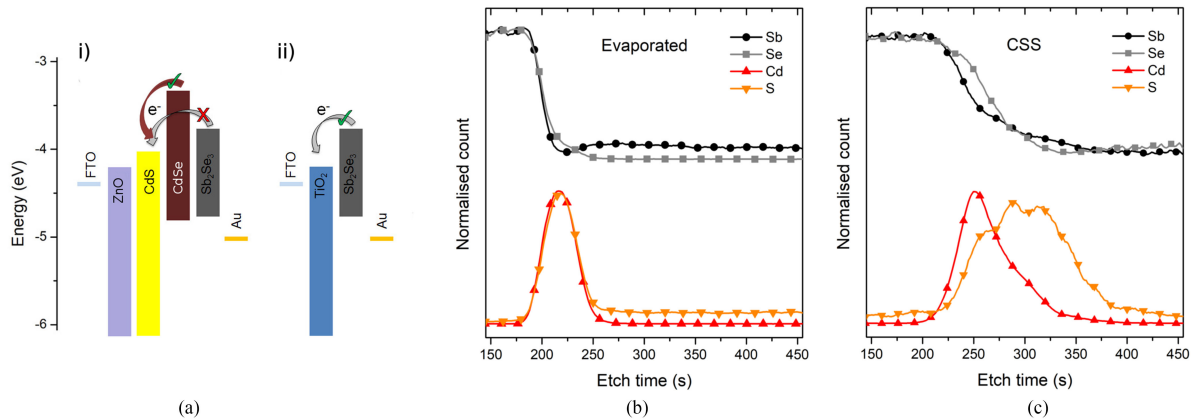 i)
ii)
Energy (eV)
-3
-4
-5
-6
FTO
ZnO
CdS
CdSe
Sb2Se3
Au
e-
FTO
TiO2
Sb2Se3
Au
e-
(a)
Evaporated
Sb
Se
Cd
S
Normalised count
150 200 250 300 350 400 450
Etch time (s)
(b)
CSS
Sb
Se
Cd
S
Normalised count
150 200 250 300 350 400 450
Etch time (s)
(c)